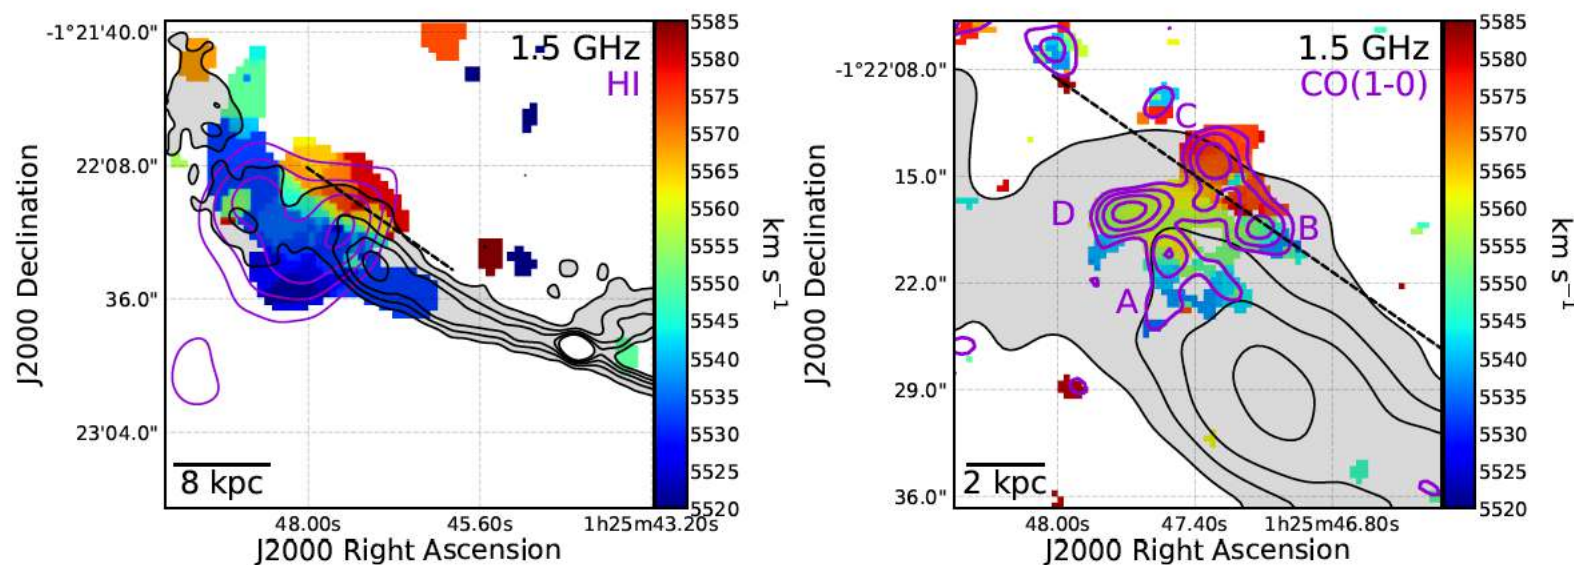 -1°21'40.0"
22'08.0"
36.0"
23'04.0"
J2000 Declination
1.5 GHz
HI
8 kpc
48.00s
45.60s
1h25m43.20s
J2000 Right Ascension
5585
5580
5575
5570
5565
5560
5555
5550
5545
5540
5535
5530
5525
5520
km s⁻¹
-1°22'08.0"
15.0"
22.0"
29.0"
36.0"
J2000 Declination
1.5 GHz
CO(1-0)
C
D
B
A
2 kpc
48.00s
47.40s
1h25m46.80s
J2000 Right Ascension
5585
5580
5575
5570
5565
5560
5555
5550
5545
5540
5535
5530
5525
5520
km s⁻¹